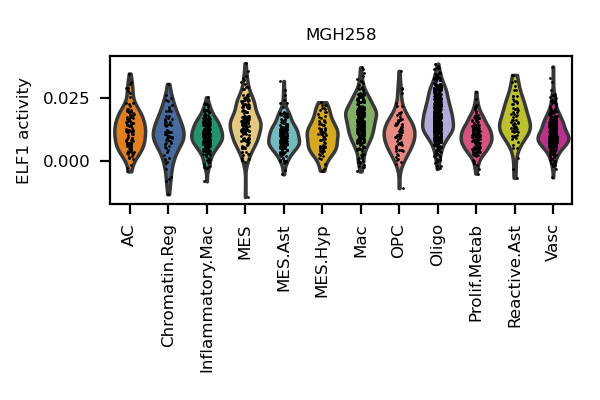 MGH258
ELF1 activity
0.025
0.000
AC
Chromatin.Reg
Inflammatory.Mac
MES
MES.Ast
MES.Hyp
Mac
OPC
Oligo
Prolif.Metab
Reactive.Ast
Vasc